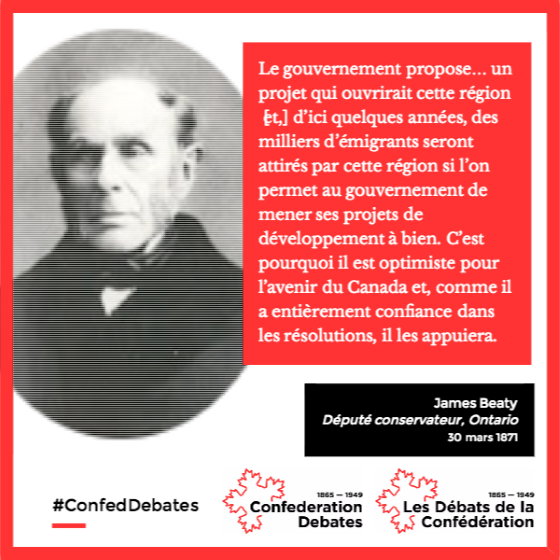 Le gouvernement propose... un
projet qui ouvrirait cette région
[et,] d'ici quelques années, des
milliers d'émigrants seront
attirés par cette région si l'on
permet au gouvernement de
mener ses projets de
développement à bien. C'est
pourquoi il est optimiste pour
l'avenir du Canada et, comme il
a entièrement confiance dans
les résolutions, il les appuiera.
James Beaty
Député conservateur, Ontario
30 mars 1871
#ConfedDebates
1865 — 1949
Confederation
Debates
1865 — 1949
Les Débats de la
Confédération